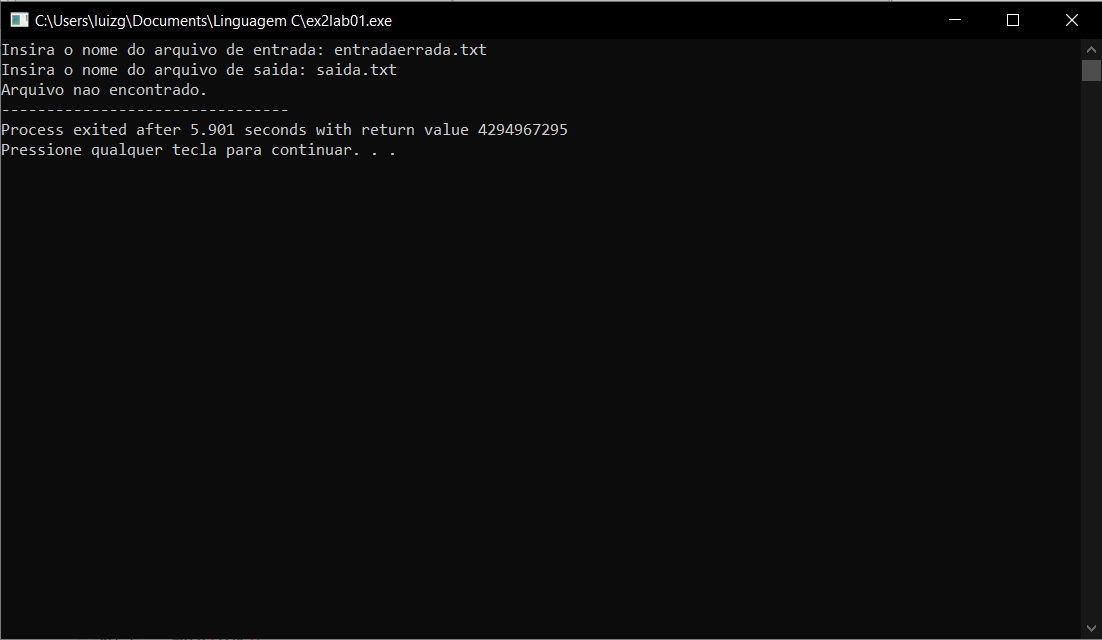 C:\Users\luizg\Documents\Linguagem C\ex2lab01.exe
Insira o nome do arquivo de entrada: entradaerrada.txt
Insira o nome do arquivo de saida: saida.txt
Arquivo nao encontrado.
--------------------------------
Process exited after 5.901 seconds with return value 4294967295
Pressione qualquer tecla para continuar. . .